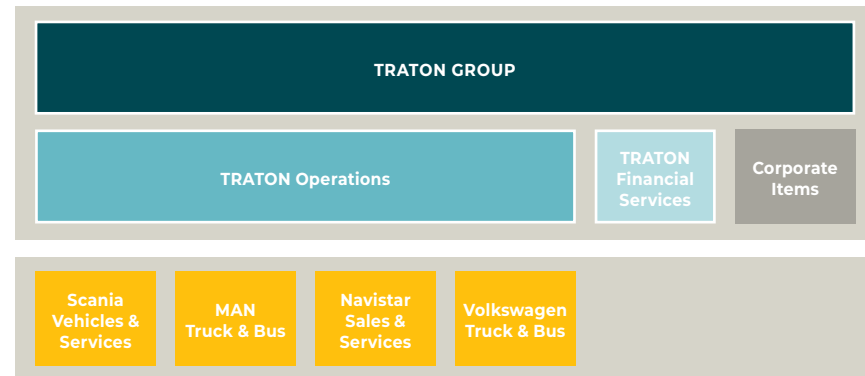 TRATON GROUP
TRATON Operations
TRATON
Financial
Services
Corporate
Items
Scania
Vehicles &
Services
MAN
Truck & Bus
Navistar
Sales &
Services
Volkswagen
Truck & Bus